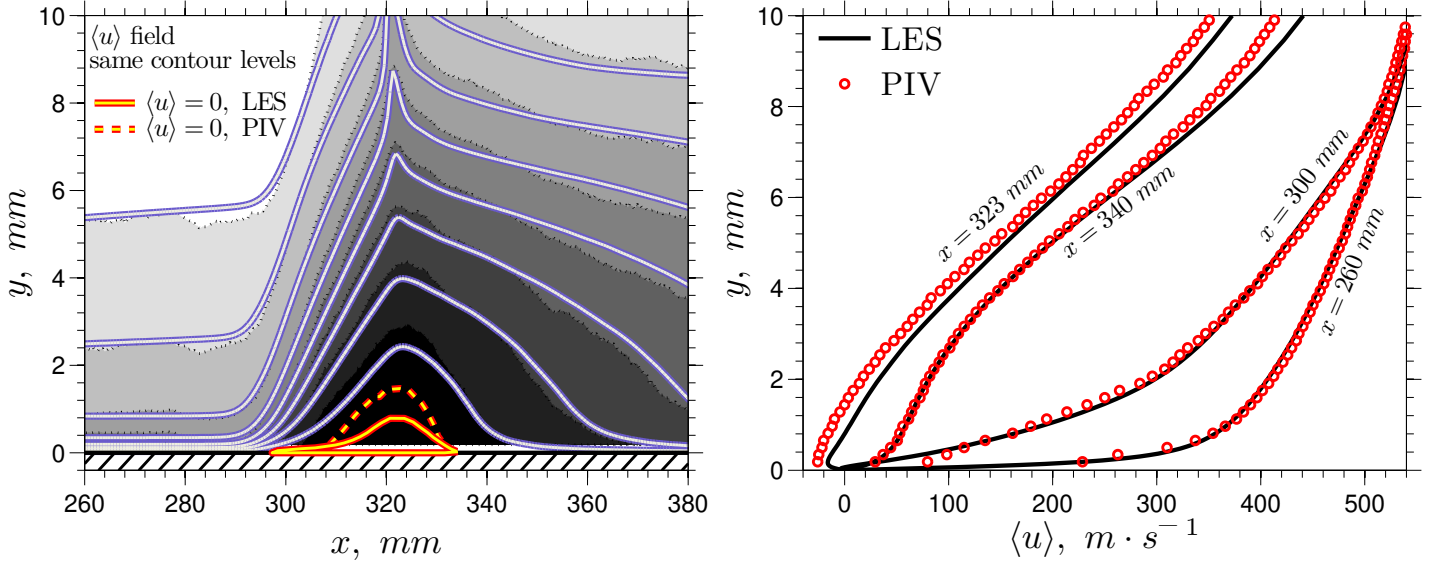 ⟨u⟩ field
same contour levels
⟨u⟩ = 0, LES
⟨u⟩ = 0, PIV
10
8
6
4
2
0
y, mm
260 280 300 320 340 360 380
x, mm
LES
PIV
x = 323 mm
x = 340 mm
x = 300 mm
x = 260 mm
10
8
6
4
2
0
y, mm
0 100 200 300 400 500
⟨u⟩, m · s⁻¹